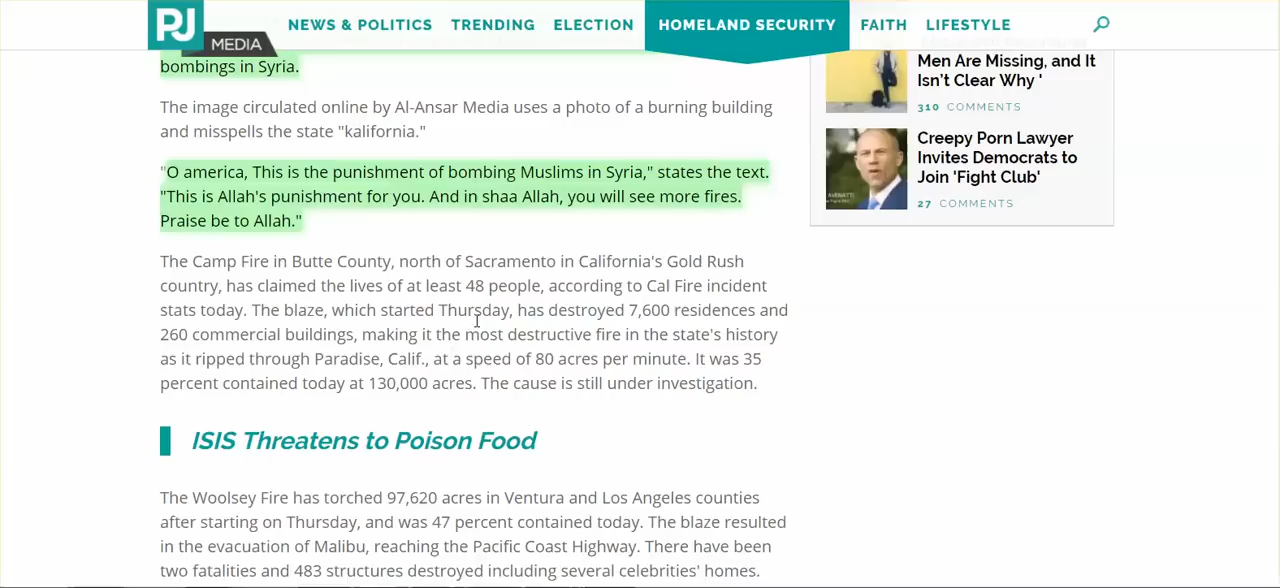 PJ
MEDIA
NEWS & POLITICS
TRENDING
ELECTION
HOMELAND SECURITY
FAITH
LIFESTYLE
bombings in Syria.
The image circulated online by Al-Ansar Media uses a photo of a burning building
and misspells the state "kalifornia."
"O america, This is the punishment of bombing Muslims in Syria," states the text.
"This is Allah's punishment for you. And in shaa Allah, you will see more fires.
Praise be to Allah."
The Camp Fire in Butte County, north of Sacramento in California's Gold Rush
country, has claimed the lives of at least 48 people, according to Cal Fire incident
stats today. The blaze, which started Thursday, has destroyed 7,600 residences and
260 commercial buildings, making it the most destructive fire in the state's history
as it ripped through Paradise, Calif., at a speed of 80 acres per minute. It was 35
percent contained today at 130,000 acres. The cause is still under investigation.
ISIS Threatens to Poison Food
The Woolsey Fire has torched 97,620 acres in Ventura and Los Angeles counties
after starting on Thursday, and was 47 percent contained today. The blaze resulted
in the evacuation of Malibu, reaching the Pacific Coast Highway. There have been
two fatalities and 483 structures destroyed including several celebrities' homes.
Men Are Missing, and It
Isn't Clear Why '
310 COMMENTS
Creepy Porn Lawyer
Invites Democrats to
Join 'Fight Club'
27 COMMENTS